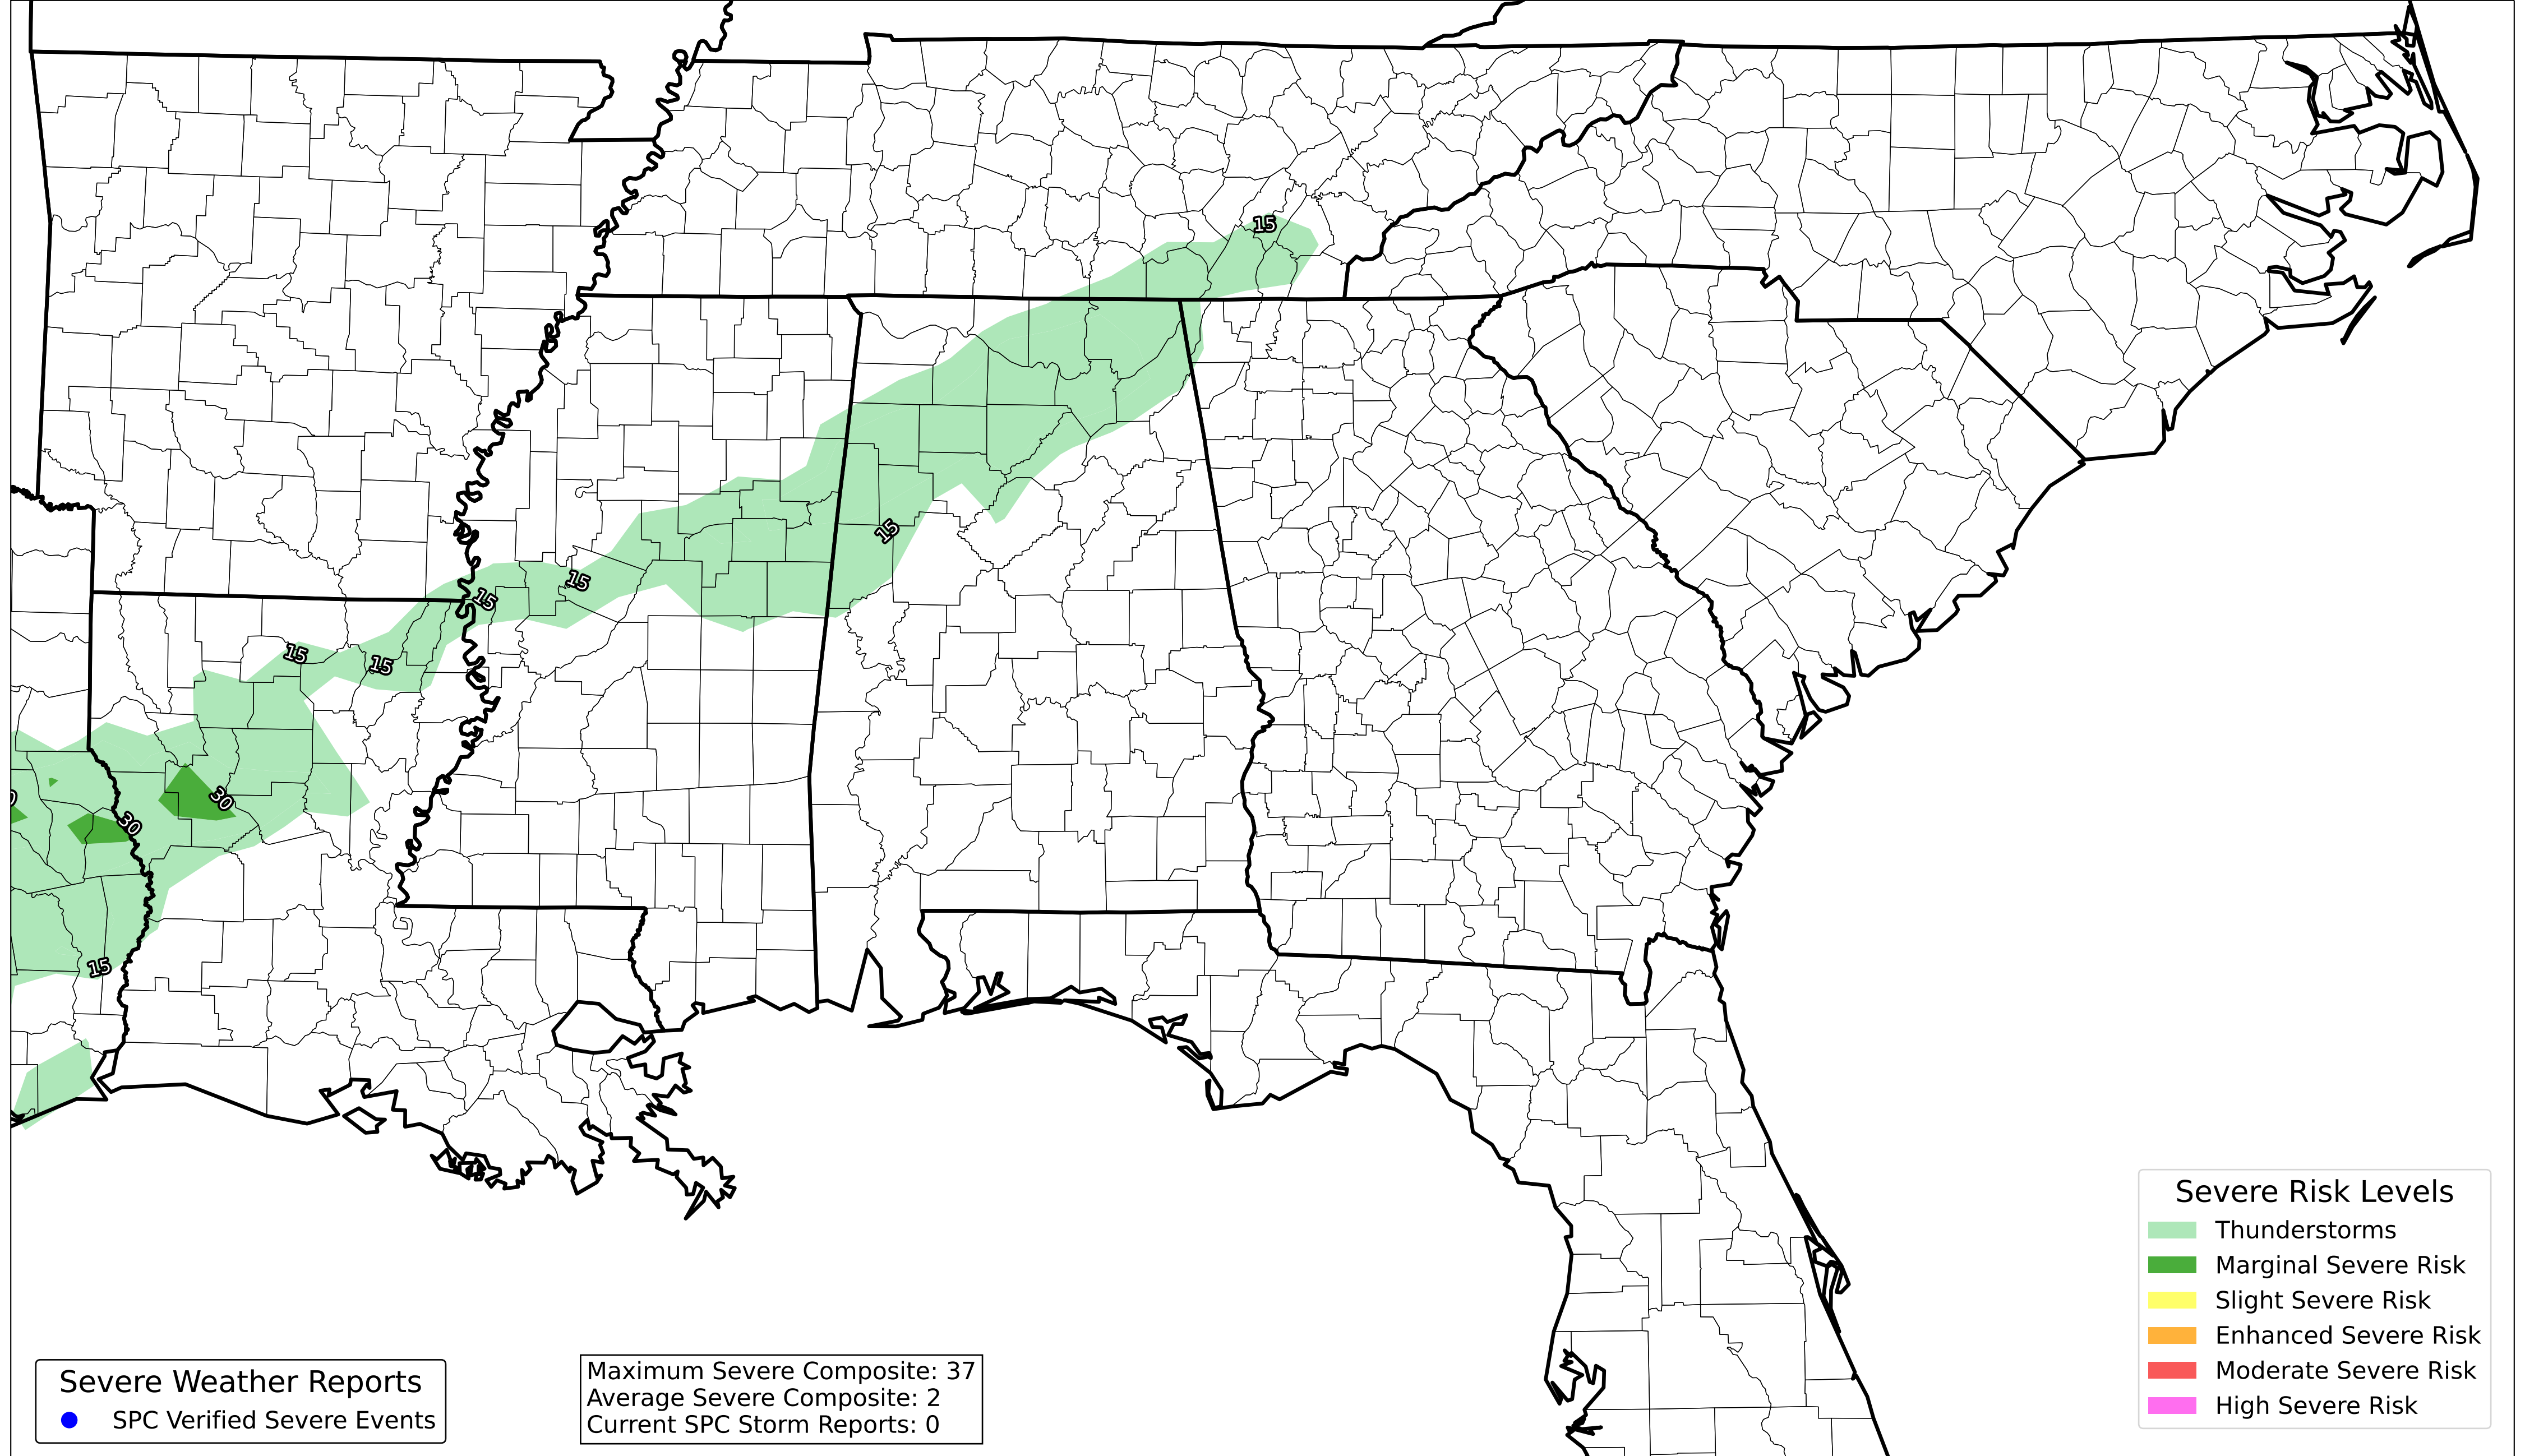 15
15
15
15
15
15
30
30
15
Severe Risk Levels
Thunderstorms
Marginal Severe Risk
Slight Severe Risk
Enhanced Severe Risk
Moderate Severe Risk
High Severe Risk
Severe Weather Reports
SPC Verified Severe Events
Maximum Severe Composite: 37
Average Severe Composite: 2
Current SPC Storm Reports: 0